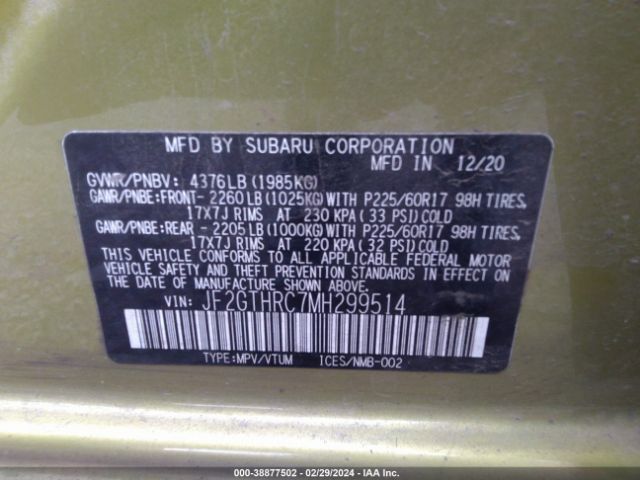 MFD BY SUBARU CORPORATION
MFD IN 12/20
GVWR/PNBV: 4376LB (1985KG)
GAWR/PNBE:FRONT- 2260LB(1025KG)WITH P225/60R17 98H TIRES,
17X7J RIMS AT 230 KPA (33 PSI)COLD
GAWR/PNBE:REAR - 2205LB(1000KG)WITH P225/60R17 98H TIRES,
17X7J RIMS AT 220 KPA (32 PSI)COLD
THIS VEHICLE CONFORMS TO ALL APPLICABLE FEDERAL MOTOR
VEHICLE SAFETY AND THEFT PREVENTION STANDARDS IN EFFECT ON
THE DATE OF MANUFACTURE SHOWN ABOVE.
VIN: JF2GTHRC7MH299514
TYPE:MPV/VTUM ICES/NMB-002
000-38877502 - 02/29/2024 - IAA Inc.